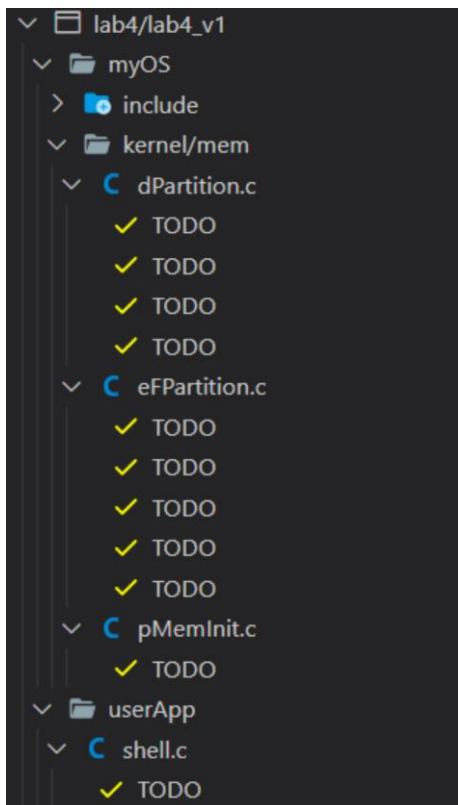 lab4/lab4_v1
myOS
include
kernel/mem
C dPartition.c
TODO
TODO
TODO
TODO
C eFPartition.c
TODO
TODO
TODO
TODO
TODO
C pMemInit.c
TODO
userApp
C shell.c
TODO